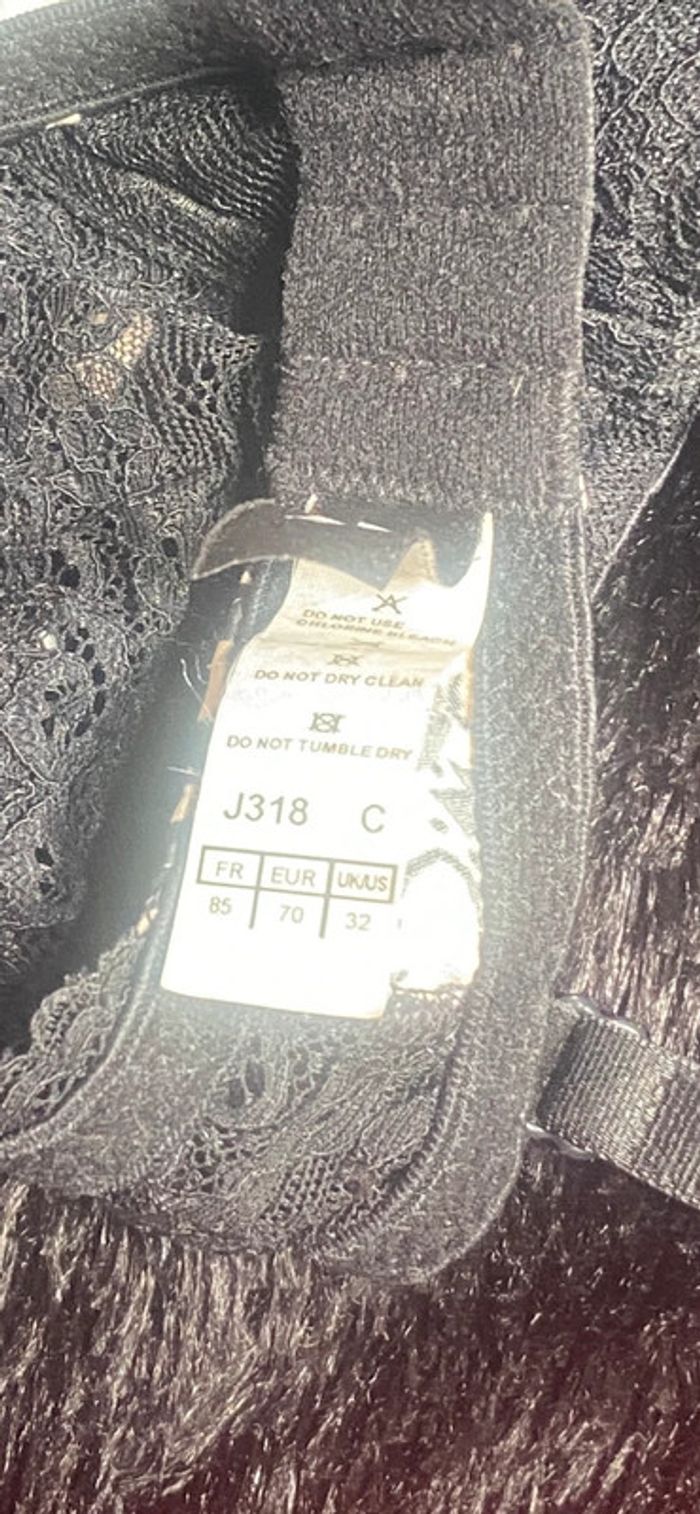 DO NOT USE
CHLORINE BLEACH
DO NOT DRY CLEAN
DO NOT TUMBLE DRY
J318 C
FR EUR UK/US
85 70 32